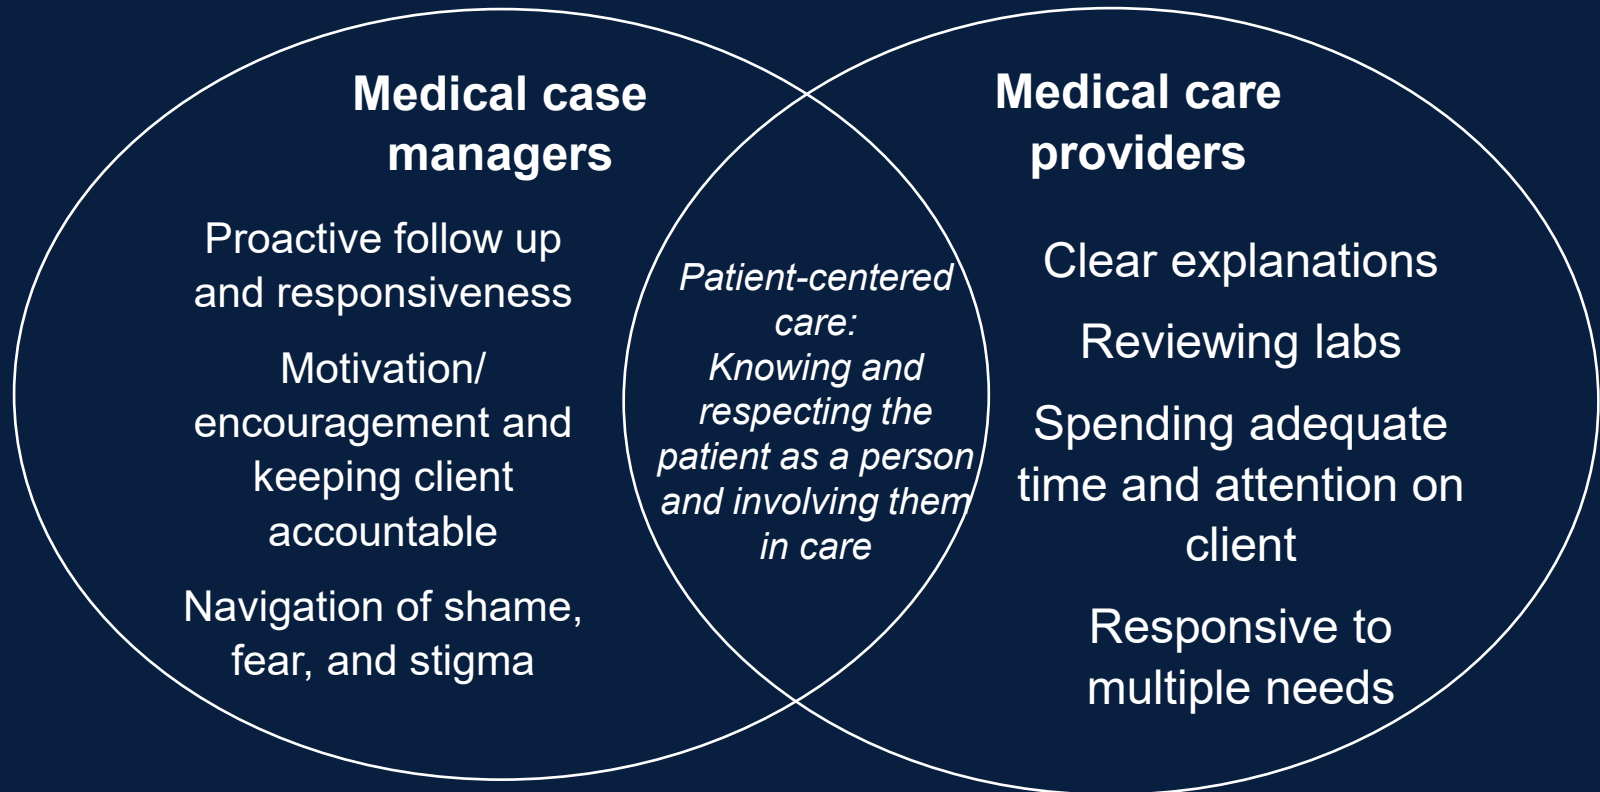 Medical case
managers
Proactive follow up
and responsiveness
Motivation/
encouragement and
keeping client
accountable
Navigation of shame,
fear, and stigma
Patient-centered
care:
Knowing and
respecting the
patient as a person
and involving them
in care
Medical care
providers
Clear explanations
Reviewing labs
Spending adequate
time and attention on
client
Responsive to
multiple needs